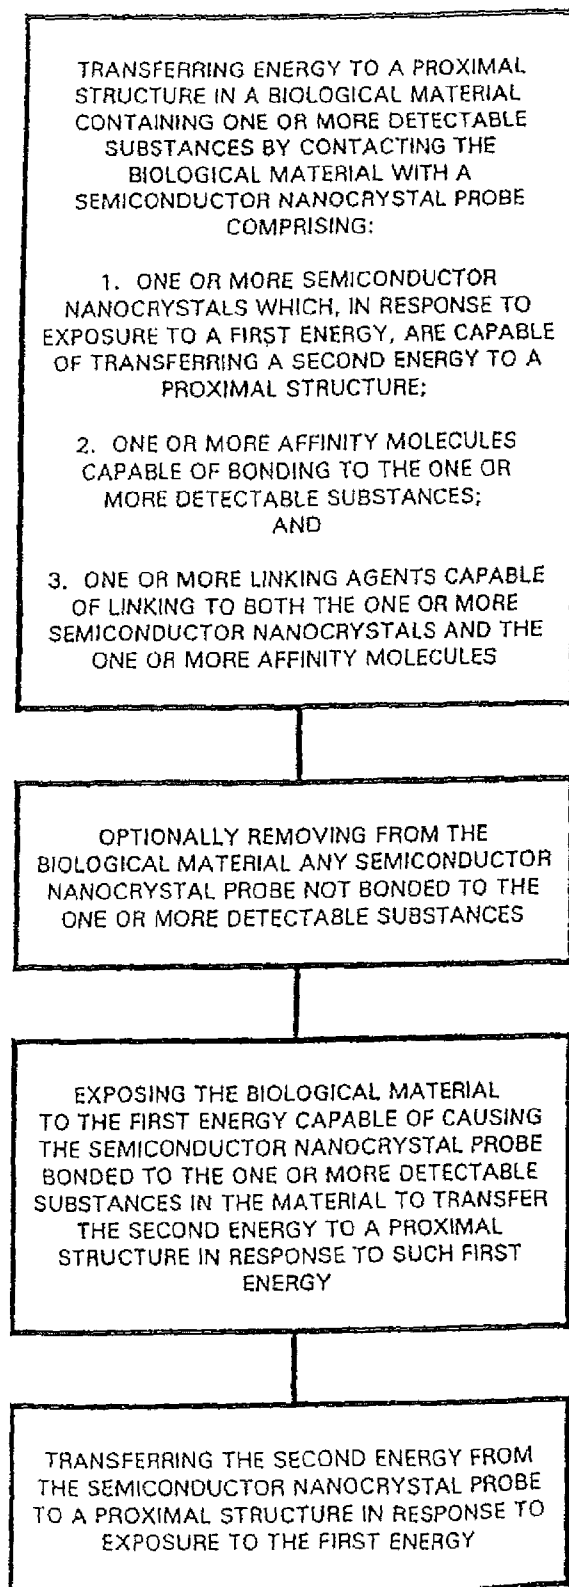 TRANSFERRING ENERGY TO A PROXIMAL
STRUCTURE IN A BIOLOGICAL MATERIAL
CONTAINING ONE OR MORE DETECTABLE
SUBSTANCES BY CONTACTING THE
BIOLOGICAL MATERIAL WITH A
SEMICONDUCTOR NANOCRYSTAL PROBE
COMPRISING:
1. ONE OR MORE SEMICONDUCTOR
NANOCRYSTALS WHICH, IN RESPONSE TO
EXPOSURE TO A FIRST ENERGY, ARE CAPABLE
OF TRANSFERRING A SECOND ENERGY TO A
PROXIMAL STRUCTURE;
2. ONE OR MORE AFFINITY MOLECULES
CAPABLE OF BONDING TO THE ONE OR
MORE DETECTABLE SUBSTANCES;
AND
3. ONE OR MORE LINKING AGENTS CAPABLE
OF LINKING TO BOTH THE ONE OR MORE
SEMICONDUCTOR NANOCRYSTALS AND THE
ONE OR MORE AFFINITY MOLECULES
OPTIONALLY REMOVING FROM THE
BIOLOGICAL MATERIAL ANY SEMICONDUCTOR
NANOCRYSTAL PROBE NOT BONDED TO THE
ONE OR MORE DETECTABLE SUBSTANCES
EXPOSING THE BIOLOGICAL MATERIAL
TO THE FIRST ENERGY CAPABLE OF CAUSING
THE SEMICONDUCTOR NANOCRYSTAL PROBE
BONDED TO THE ONE OR MORE DETECTABLE
SUBSTANCES IN THE MATERIAL TO TRANSFER
THE SECOND ENERGY TO A PROXIMAL
STRUCTURE IN RESPONSE TO SUCH FIRST
ENERGY
TRANSFERRING THE SECOND ENERGY FROM
THE SEMICONDUCTOR NANOCRYSTAL PROBE
TO A PROXIMAL STRUCTURE IN RESPONSE TO
EXPOSURE TO THE FIRST ENERGY